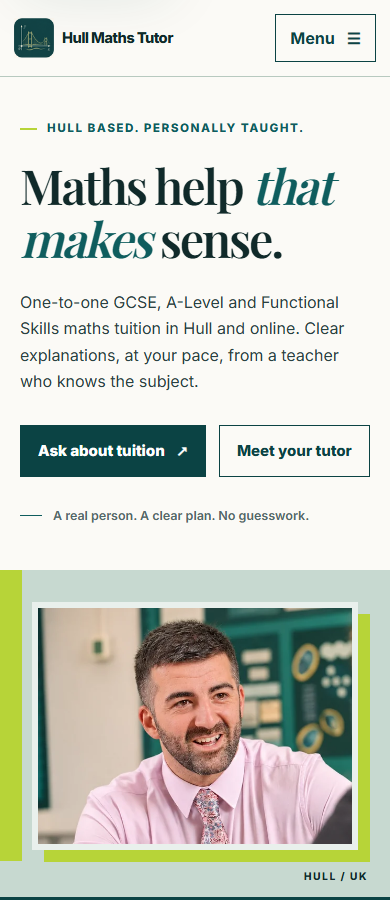 Hull Maths Tutor
Menu ☰
HULL BASED. PERSONALLY TAUGHT.
Maths help that
makes sense.
One-to-one GCSE, A-Level and Functional
Skills maths tuition in Hull and online. Clear
explanations, at your pace, from a teacher
who knows the subject.
Ask about tuition ↗
Meet your tutor
A real person. A clear plan. No guesswork.
HULL / UK